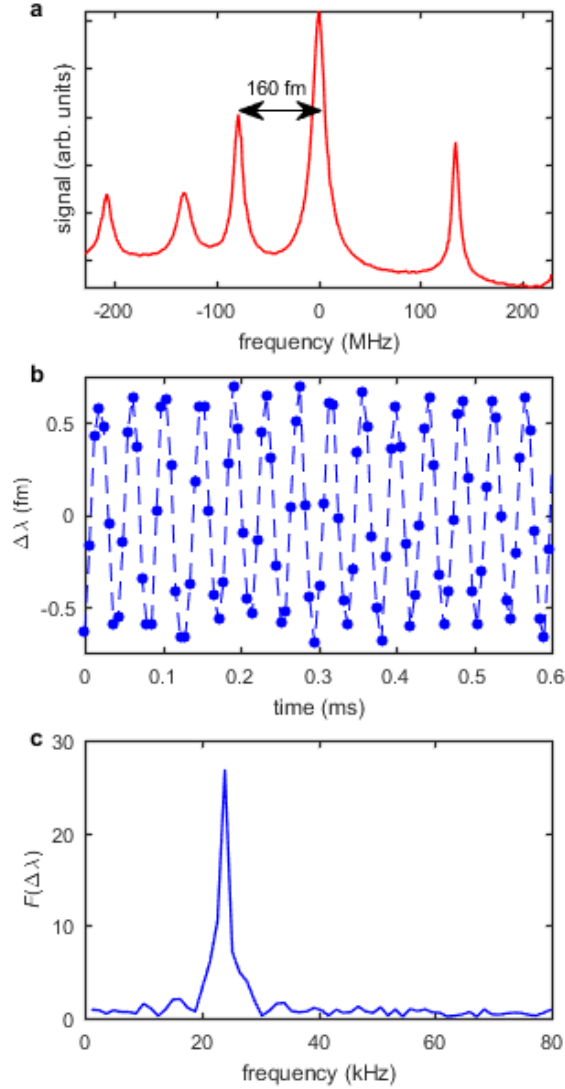 a
160 fm
signal (arb. units)
-200 -100 0 100 200
frequency (MHz)
b
0.5
0
-0.5
Δ λ (fm)
0 0.1 0.2 0.3 0.4 0.5 0.6
time (ms)
c
30
20
10
0
F(Δ λ)
0 20 40 60 80
frequency (kHz)